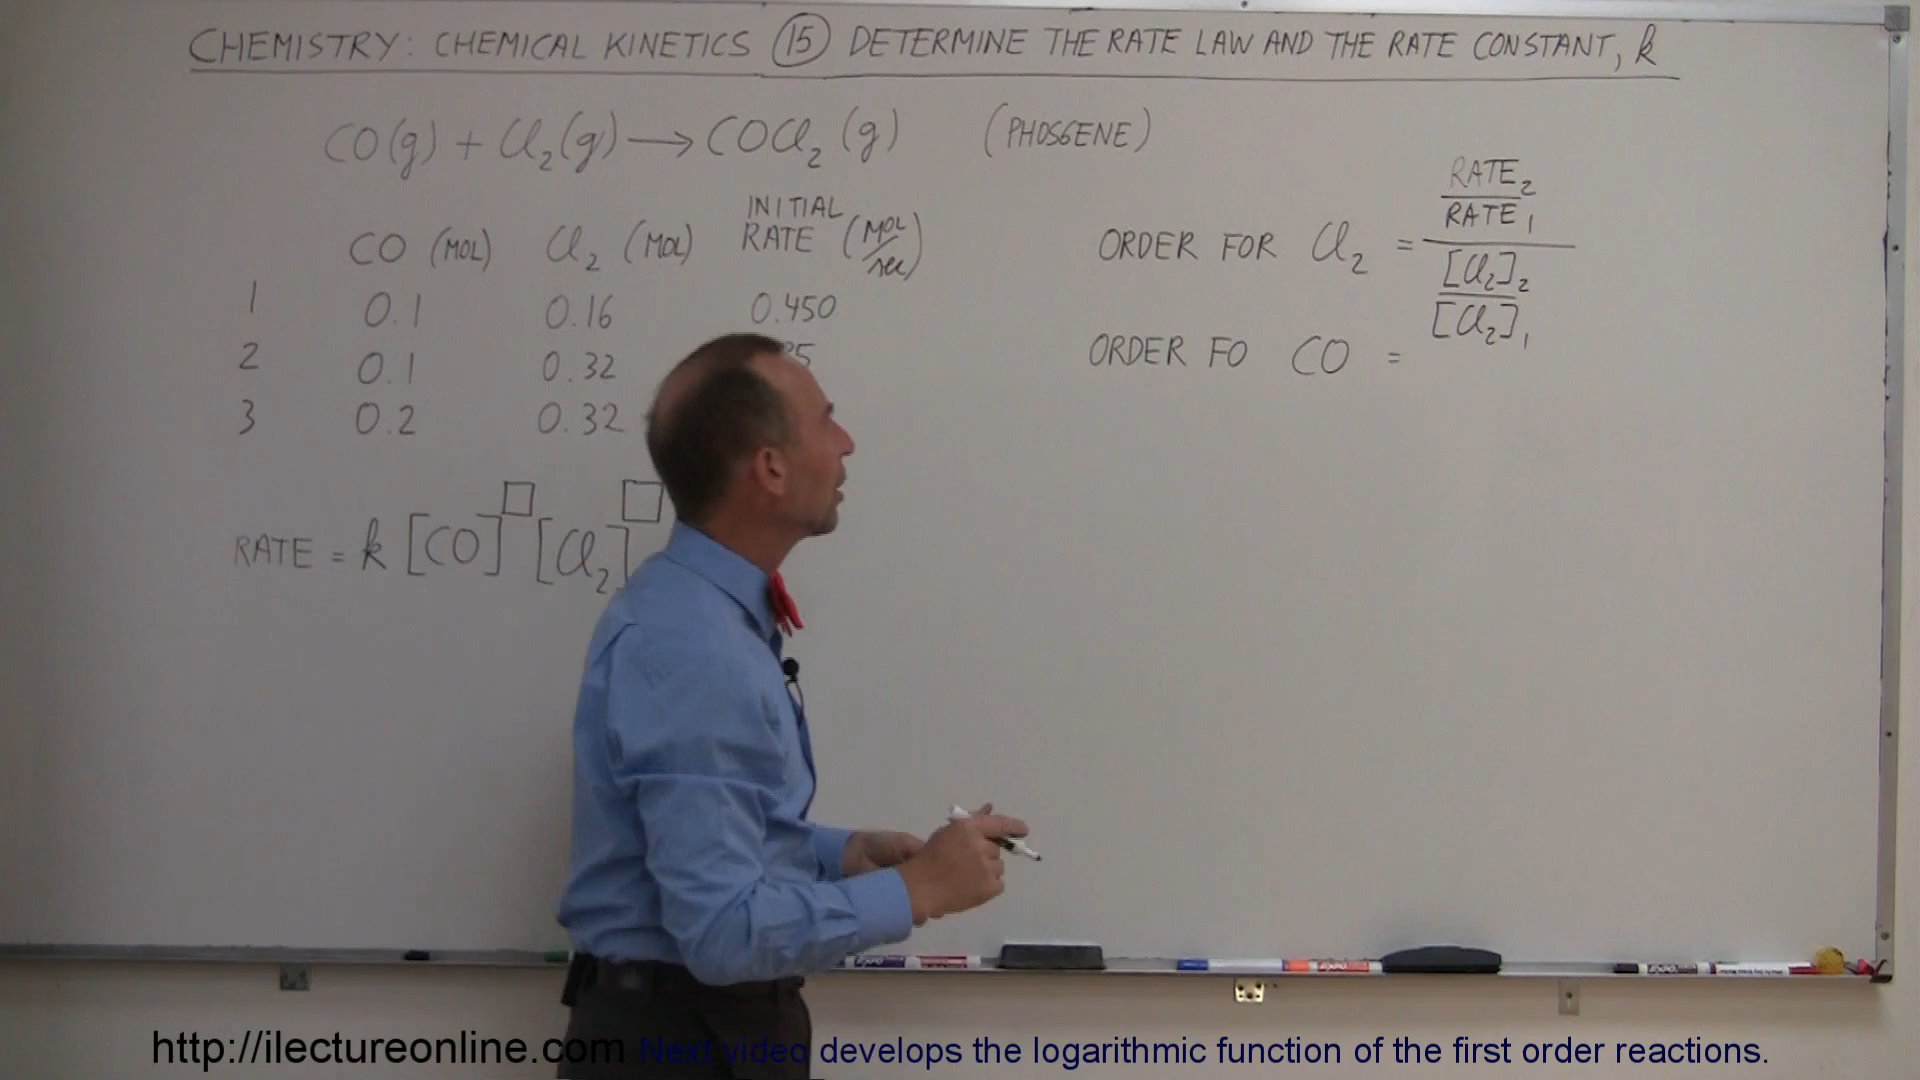 CHEMISTRY: CHEMICAL KINETICS (15) DETERMINE THE RATE LAW AND THE RATE CONSTANT, k
CO(g) + Cl₂(g) → COCl₂(g) (PHOSGENE)
CO (MOL) Cl₂ (MOL) INITIAL RATE (MOL/sec)
1 0.1 0.16 0.450
2 0.1 0.32
3 0.2 0.32
RATE = k [CO]□ [Cl₂]□
ORDER FOR Cl₂ =
RATE₂
RATE₁
[Cl₂]₂
[Cl₂]₁
ORDER FO CO =
http://ilectureonline.com Next video develops the logarithmic function of the first order reactions.